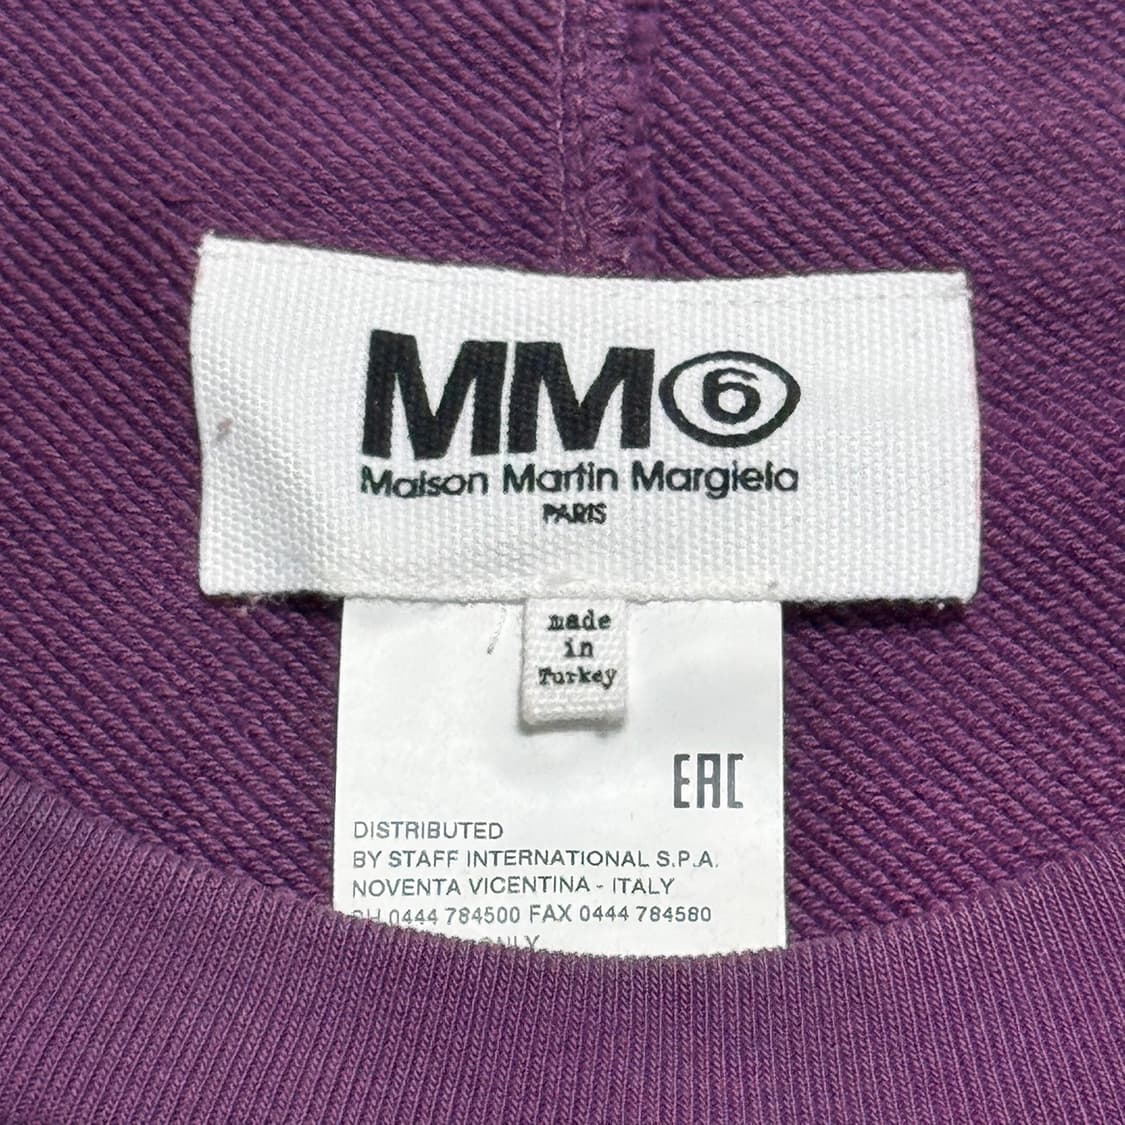 MM6
Maison Martin Margiela
PARIS
made
in
Turkey
EAC
DISTRIBUTED
BY STAFF INTERNATIONAL S.P.A.
NOVENTA VICENTINA - ITALY
PH 0444 784500 FAX 0444 784580
ONLY